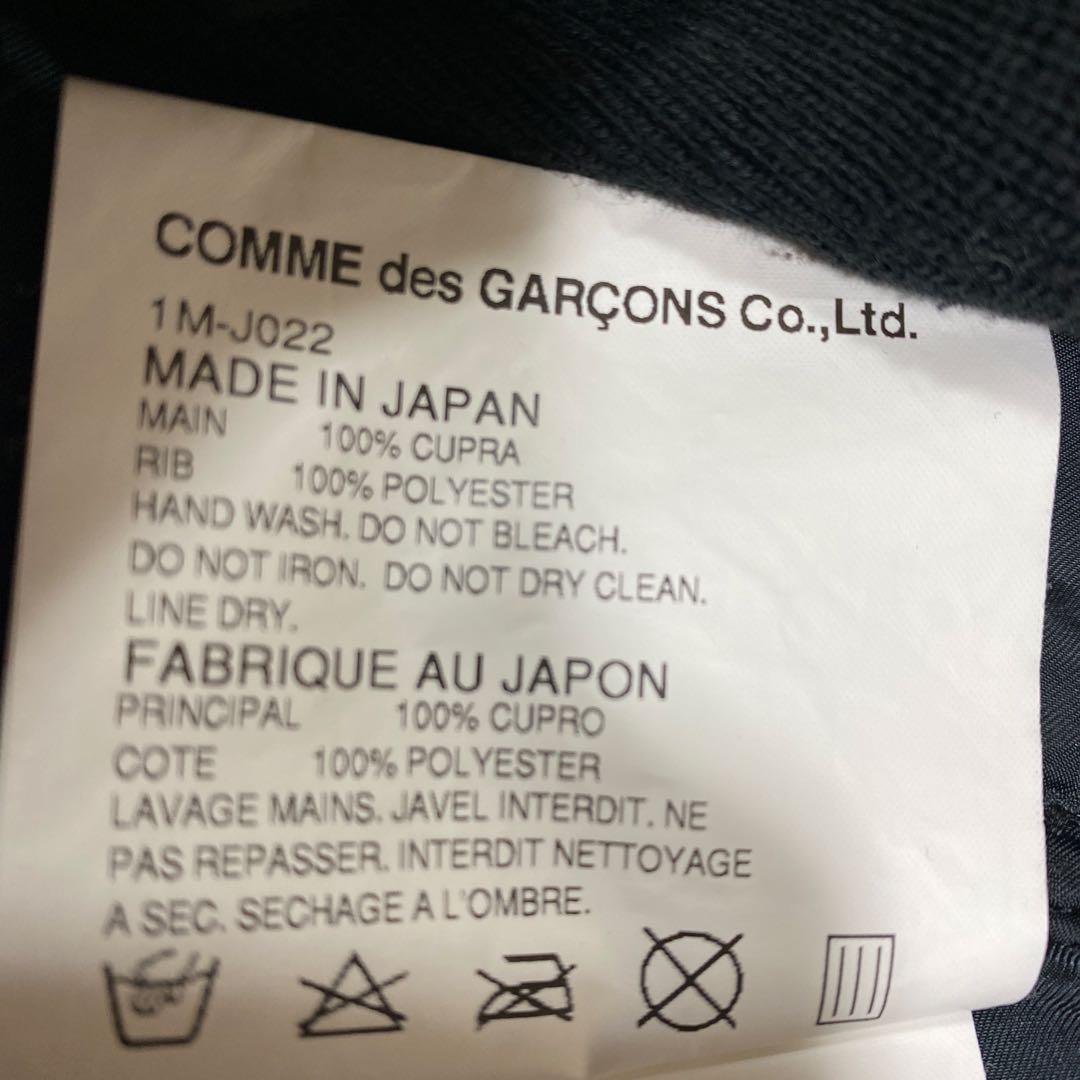 COMME des GARÇONS Co.,Ltd.
1M-J022
MADE IN JAPAN
MAIN 100% CUPRA
RIB 100% POLYESTER
HAND WASH. DO NOT BLEACH.
DO NOT IRON. DO NOT DRY CLEAN.
LINE DRY.
FABRIQUE AU JAPON
PRINCIPAL 100% CUPRO
COTE 100% POLYESTER
LAVAGE MAINS. JAVEL INTERDIT. NE
PAS REPASSER. INTERDIT NETTOYAGE
A SEC. SECHAGE A L'OMBRE.